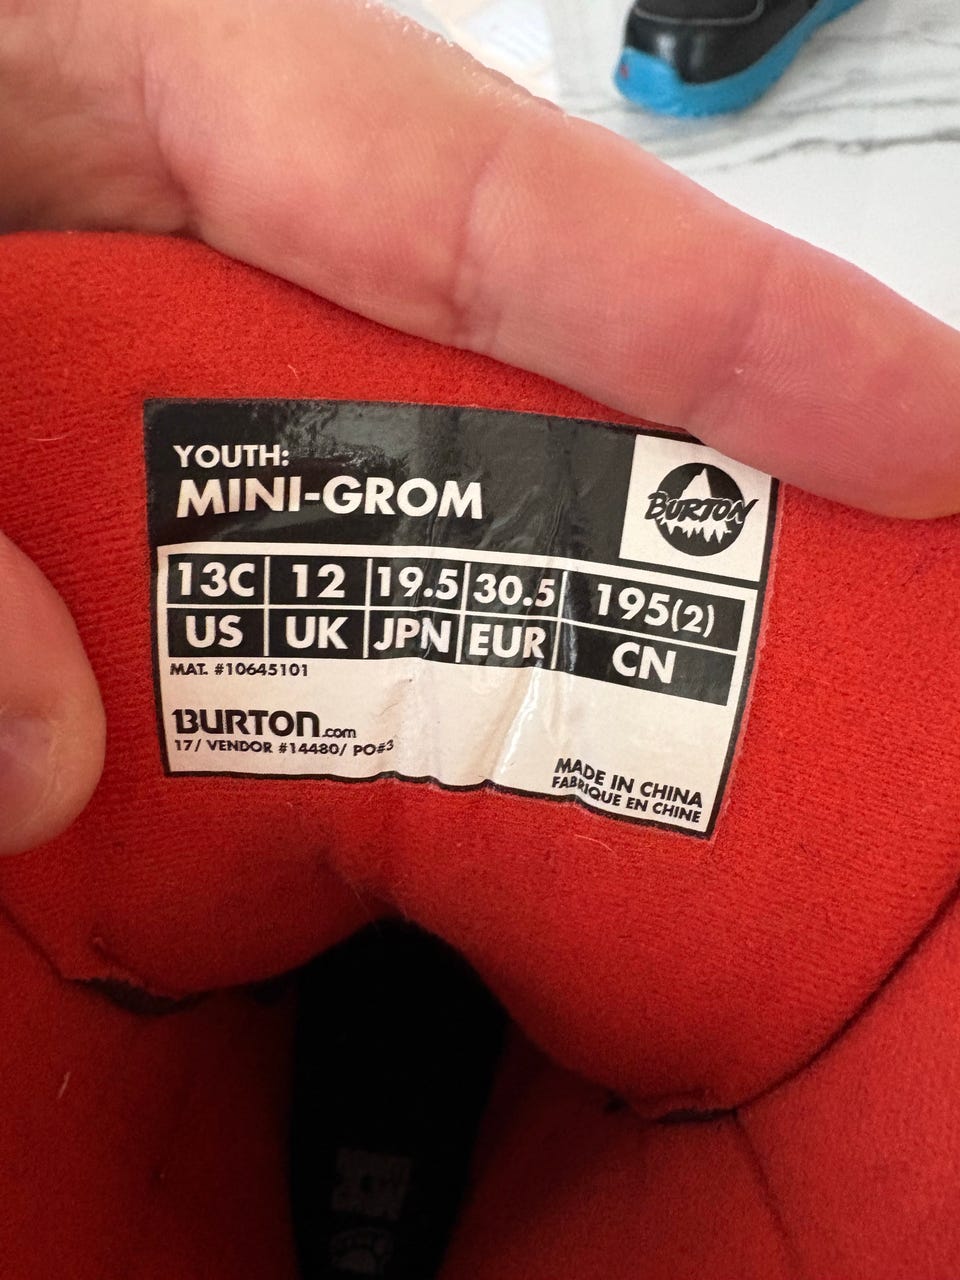 YOUTH:
MINI-GROM
BURTON
13C 12 19.5 30.5 195(2)
US UK JPN EUR CN
MAT. #10645101
BURTON.com
17/ VENDOR #14480/ PO#3
MADE IN CHINA
FABRIQUE EN CHINE